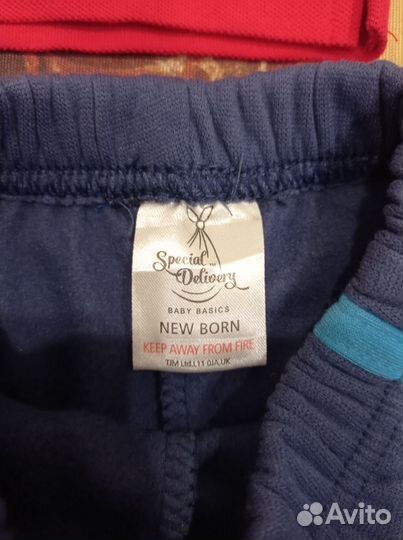 Special...
Delivery
BABY BASICS
NEW BORN
KEEP AWAY FROM FIRE
TJM Ltd.L11 0JA.UK
Avito